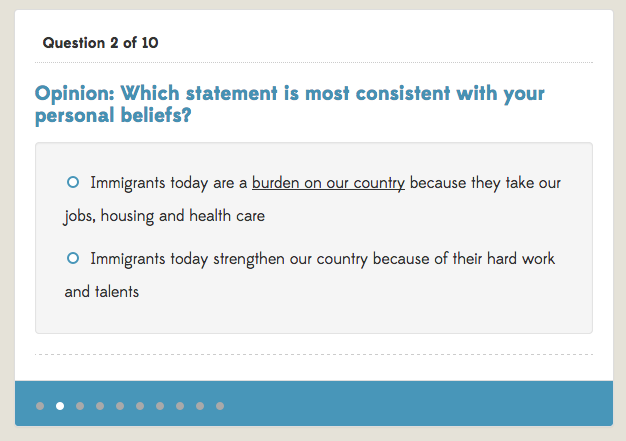 Question 2 of 10
Opinion: Which statement is most consistent with your
personal beliefs?
Immigrants today are a burden on our country because they take our
jobs, housing and health care
Immigrants today strengthen our country because of their hard work
and talents